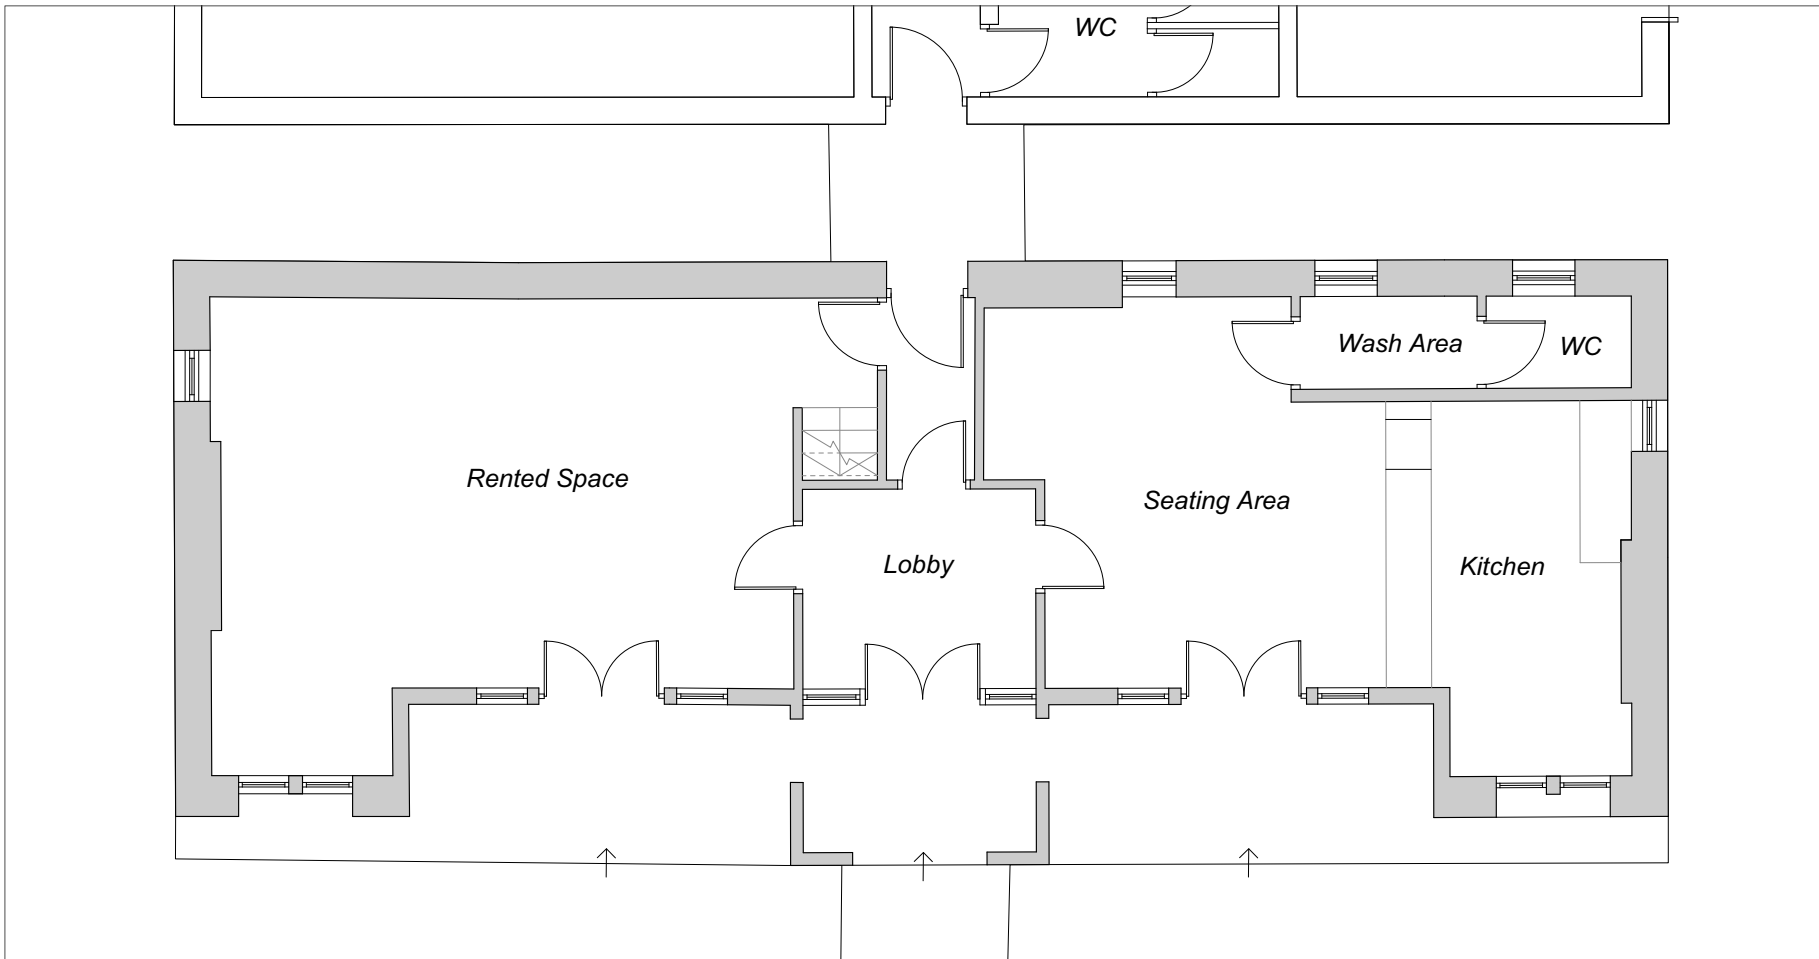 WC
Wash Area
WC
Rented Space
Seating Area
Lobby
Kitchen